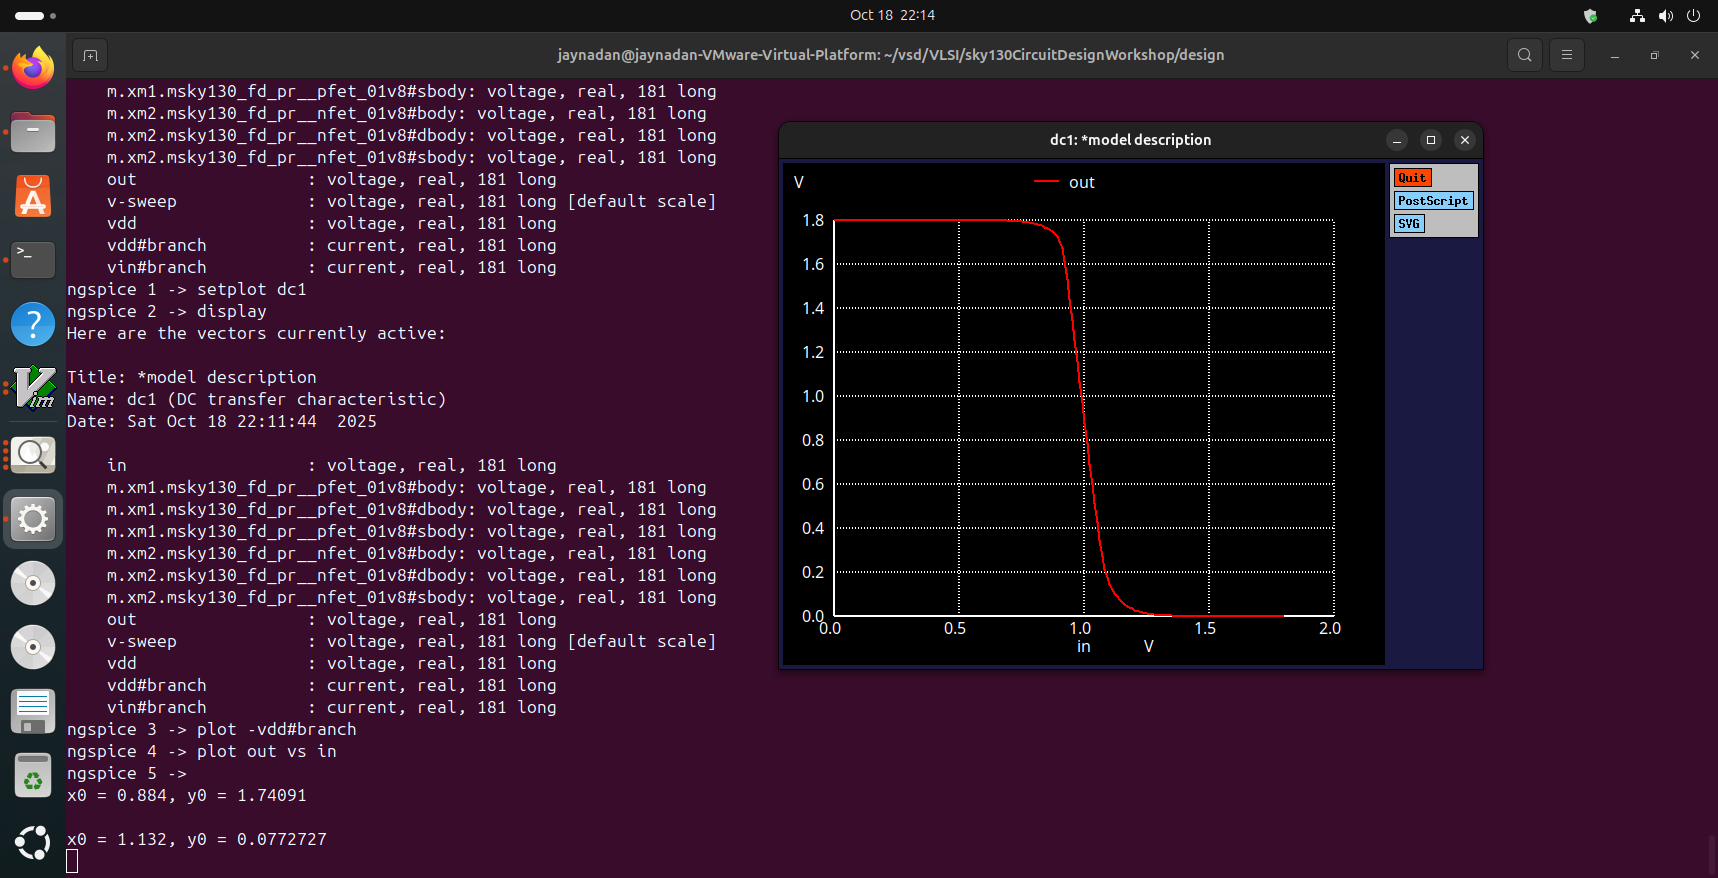 Oct 18 22:14
jaynadan@jaynadan-VMware-Virtual-Platform: ~/vsd/VLSI/sky130CircuitDesignWorkshop/design
m.xm1.msky130_fd_pr__pfet_01v8#sbody: voltage, real, 181 long
m.xm2.msky130_fd_pr__nfet_01v8#body: voltage, real, 181 long
m.xm2.msky130_fd_pr__nfet_01v8#dbody: voltage, real, 181 long
m.xm2.msky130_fd_pr__nfet_01v8#sbody: voltage, real, 181 long
out : voltage, real, 181 long
v-sweep : voltage, real, 181 long [default scale]
vdd : voltage, real, 181 long
vdd#branch : current, real, 181 long
vin#branch : current, real, 181 long
ngspice 1 -> setplot dc1
ngspice 2 -> display
Here are the vectors currently active:
Title: *model description
Name: dc1 (DC transfer characteristic)
Date: Sat Oct 18 22:11:44 2025
in : voltage, real, 181 long
m.xm1.msky130_fd_pr__pfet_01v8#body: voltage, real, 181 long
m.xm1.msky130_fd_pr__pfet_01v8#dbody: voltage, real, 181 long
m.xm1.msky130_fd_pr__pfet_01v8#sbody: voltage, real, 181 long
m.xm2.msky130_fd_pr__nfet_01v8#body: voltage, real, 181 long
m.xm2.msky130_fd_pr__nfet_01v8#dbody: voltage, real, 181 long
m.xm2.msky130_fd_pr__nfet_01v8#sbody: voltage, real, 181 long
out : voltage, real, 181 long
v-sweep : voltage, real, 181 long [default scale]
vdd : voltage, real, 181 long
vdd#branch : current, real, 181 long
vin#branch : current, real, 181 long
ngspice 3 -> plot -vdd#branch
ngspice 4 -> plot out vs in
ngspice 5 ->
x0 = 0.884, y0 = 1.74091
x0 = 1.132, y0 = 0.0772727
dc1: *model description
V
out
Quit
PostScript
SVG
1.8
1.6
1.4
1.2
1.0
0.8
0.6
0.4
0.2
0.0
0.0 0.5 1.0 1.5 2.0
in V
>_
?
Vim